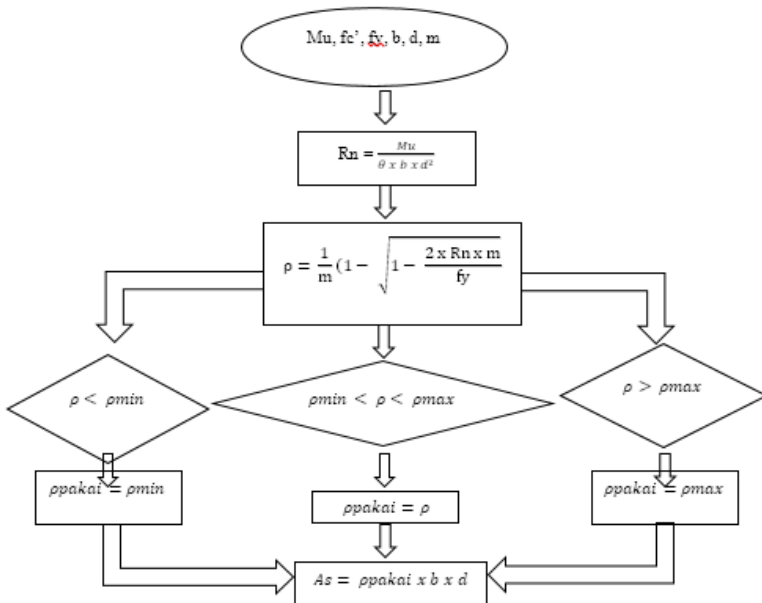 Mu, fc', fy, b, d, m
Rn = Mu / θ x b x d²
ρ = 1/m (1 − √1 − 2 x Rn x m / fy
ρ < ρmin
ρmin < ρ < ρmax
ρ > ρmax
ρpakai = ρmin
ρpakai = ρ
ρpakai = ρmax
As = ρpakai x b x d